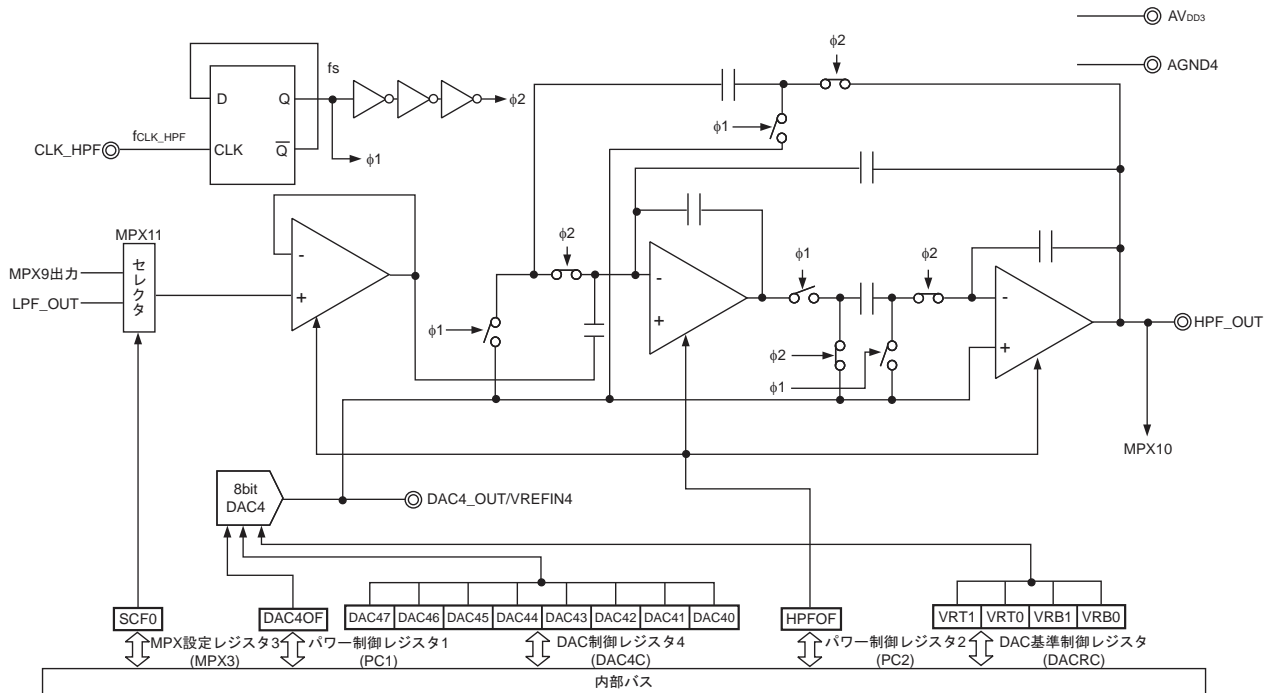 AVDD3
AGND4
φ2
fs
D
Q
φ2
fCLK_HPF
CLK_HPF
CLK
Q
φ1
φ1
MPX11
セレクタ
MPX9出力
LPF_OUT
-
+
φ2
φ1
-
+
φ1
φ2
φ2
φ1
-
+
HPF_OUT
MPX10
8bit
DAC4
DAC4_OUT/VREFIN4
SCF0
DAC4OF
DAC47 DAC46 DAC45 DAC44 DAC43 DAC42 DAC41 DAC40
HPFOF
VRT1 VRT0 VRB1 VRB0
MPX設定レジスタ3
(MPX3)
パワー制御レジスタ1
(PC1)
DAC制御レジスタ4
(DAC4C)
パワー制御レジスタ2
(PC2)
DAC基準制御レジスタ
(DACRC)
内部バス